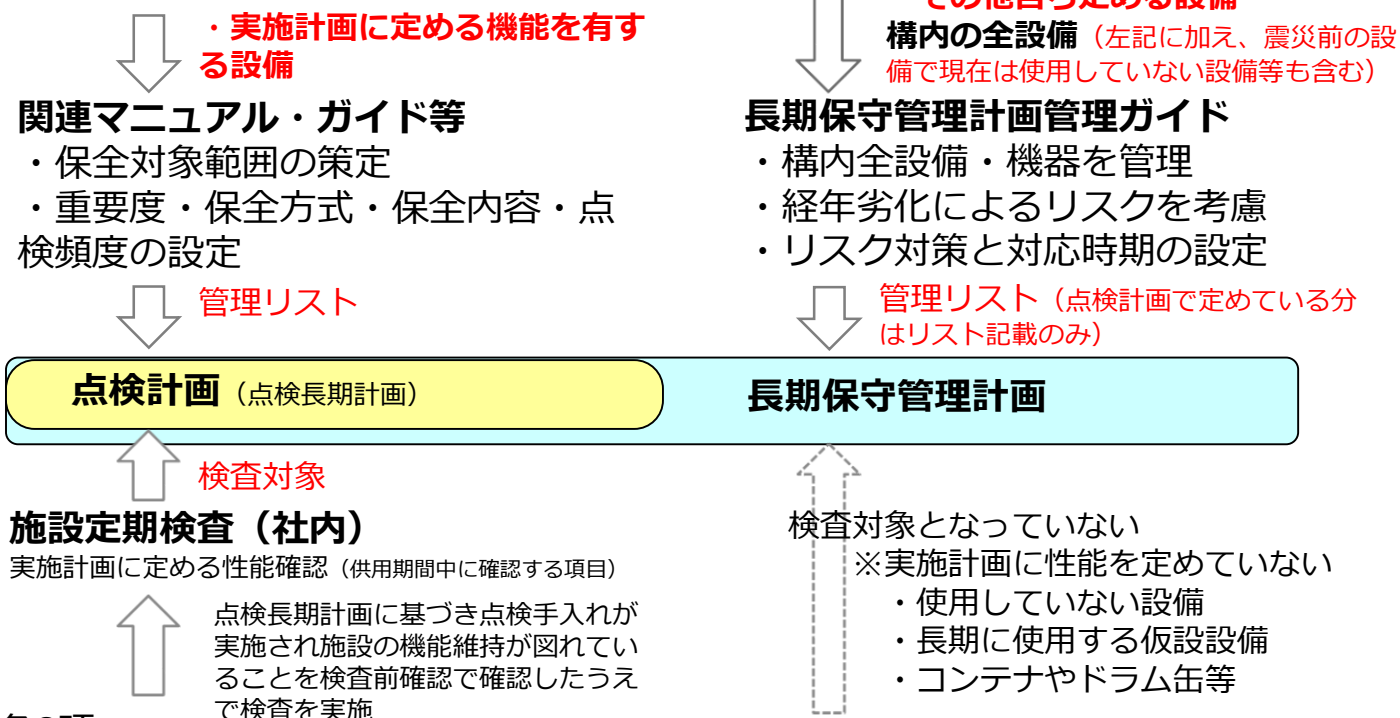 ・実施計画に定める機能を有す
る設備
その他自ら定める設備
構内の全設備（左記に加え、震災前の設
備で現在は使用していない設備等も含む）
関連マニュアル・ガイド等
・保全対象範囲の策定
・重要度・保全方式・保全内容・点
検頻度の設定
長期保守管理計画管理ガイド
・構内全設備・機器を管理
・経年劣化によるリスクを考慮
・リスク対策と対応時期の設定
管理リスト
管理リスト（点検計画で定めている分
はリスト記載のみ）
点検計画（点検長期計画）
長期保守管理計画
検査対象
施設定期検査（社内）
実施計画に定める性能確認（供用期間中に確認する項目）
点検長期計画に基づき点検手入れが
実施され施設の機能維持が図れてい
ることを検査前確認で確認したうえ
で検査を実施
検査対象となっていない
※実施計画に性能を定めていない
・使用していない設備
・長期に使用する仮設設備
・コンテナやドラム缶等